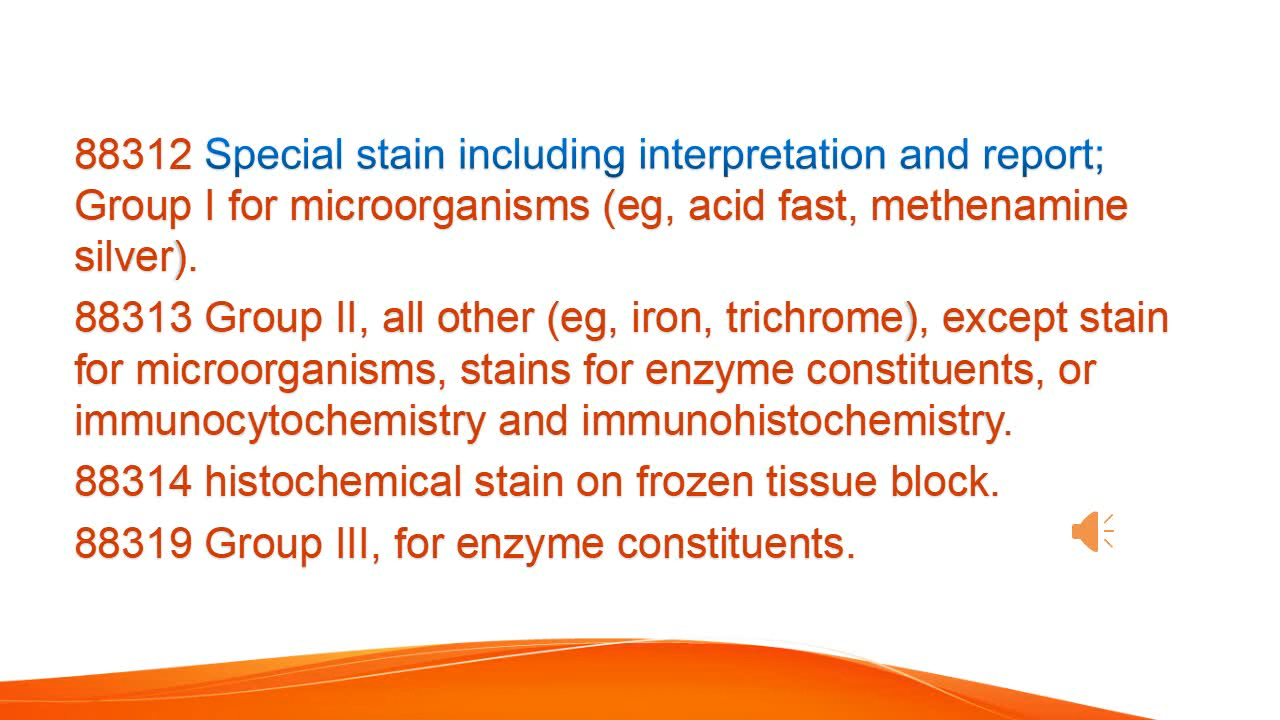 88312 Special stain including interpretation and report;
Group I for microorganisms (eg, acid fast, methenamine
silver).
88313 Group II, all other (eg, iron, trichrome), except stain
for microorganisms, stains for enzyme constituents, or
immunocytochemistry and immunohistochemistry.
88314 histochemical stain on frozen tissue block.
88319 Group III, for enzyme constituents.